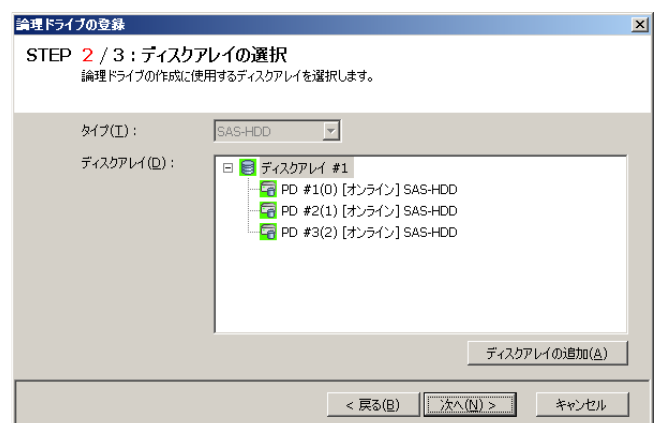 論理ドライブの登録
STEP 2 / 3 : ディスクアレイの選択
論理ドライブの作成に使用するディスクアレイを選択します。
タイプ(T) : SAS-HDD
ディスクアレイ(D) :
ディスクアレイ #1
PD #1(0) [オンライン] SAS-HDD
PD #2(1) [オンライン] SAS-HDD
PD #3(2) [オンライン] SAS-HDD
ディスクアレイの追加(A)
< 戻る(B) 次へ(N) > キャンセル